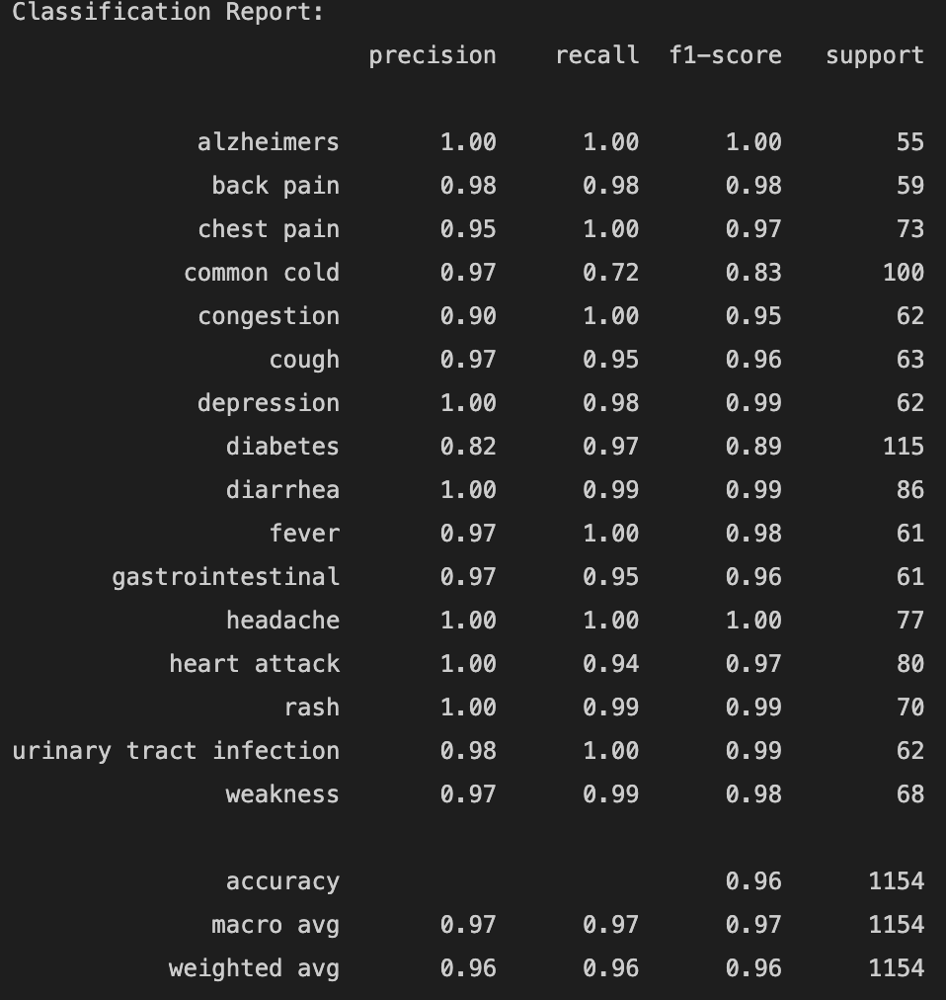 Classification Report:
precision recall f1-score support
alzheimers 1.00 1.00 1.00 55
back pain 0.98 0.98 0.98 59
chest pain 0.95 1.00 0.97 73
common cold 0.97 0.72 0.83 100
congestion 0.90 1.00 0.95 62
cough 0.97 0.95 0.96 63
depression 1.00 0.98 0.99 62
diabetes 0.82 0.97 0.89 115
diarrhea 1.00 0.99 0.99 86
fever 0.97 1.00 0.98 61
gastrointestinal 0.97 0.95 0.96 61
headache 1.00 1.00 1.00 77
heart attack 1.00 0.94 0.97 80
rash 1.00 0.99 0.99 70
urinary tract infection 0.98 1.00 0.99 62
weakness 0.97 0.99 0.98 68
accuracy 0.96 1154
macro avg 0.97 0.97 0.97 1154
weighted avg 0.96 0.96 0.96 1154